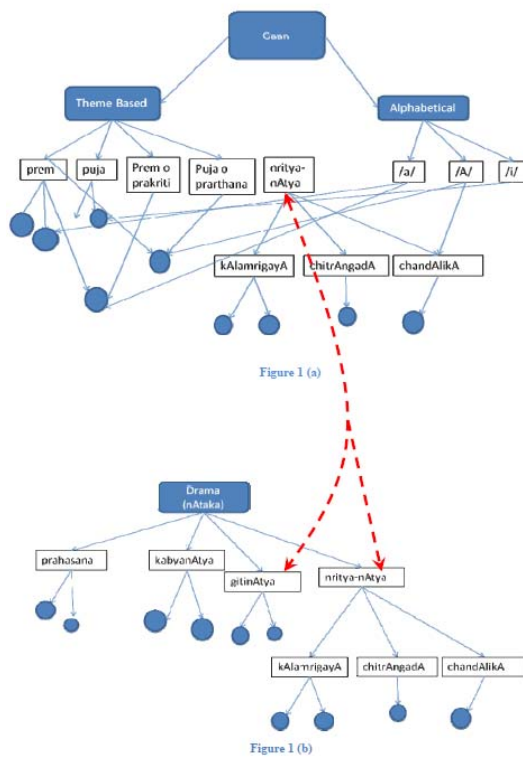 Gaan
Theme Based
Alphabetical
prem
puja
Prem o
prakriti
Puja o
prarthana
nritya-
nAtya
/a/
/A/
/i/
kAlamrigayA
chitrAngadA
chandAlikA
Figure 1 (a)
Drama
(nAtaka)
prahasana
kabyanAtya
gitinAtya
nritya-nAtya
kAlamrigayA
chitrAngadA
chandAlikA
Figure 1 (b)